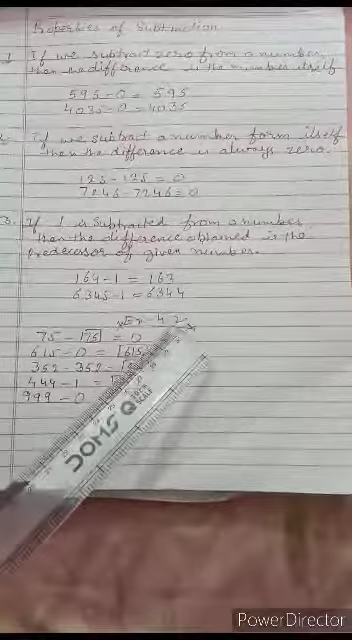 Properties of Subtraction
1. If we subtract zero from a number
then the difference is the number itself
595-0 = 595
4035-0 = 4035
If we subtract a number form itself
then the difference is always zero.
125-125=0
7246-7246=0
3. If 1 is subtracted from a number
then the difference obtained is the
predecessor of given number.
164-1 = 163
6345-1 = 6344
Ex-4.2
75 - 75 = 0
615-0 = 615
352-352 =
444-1 =
999-0
DOMS
SCALE
PowerDirector